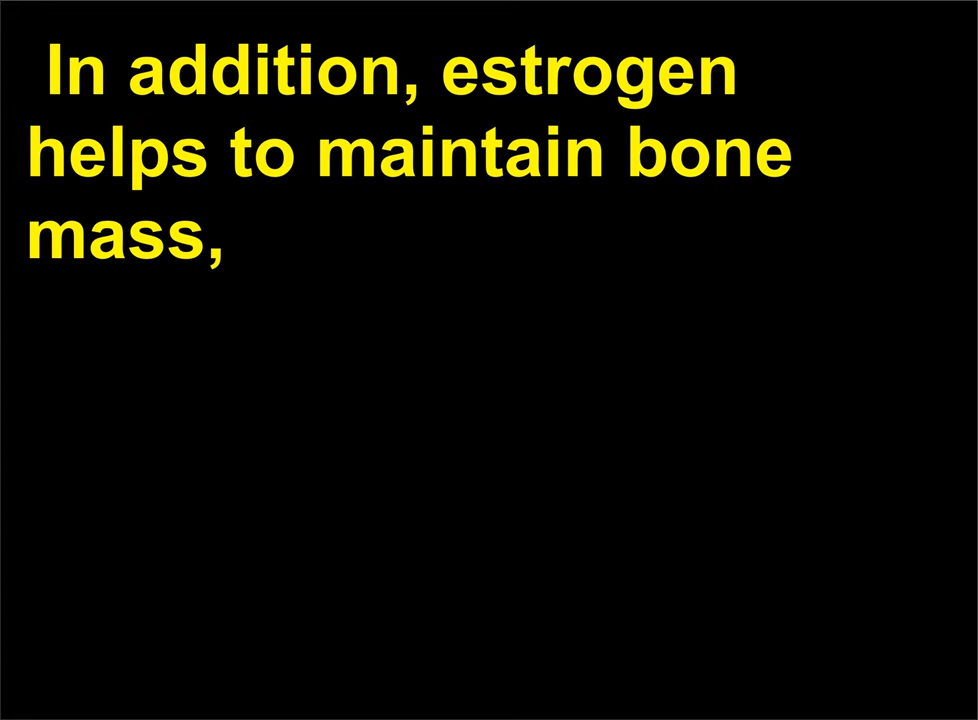 In addition, estrogen
helps to maintain bone
mass,